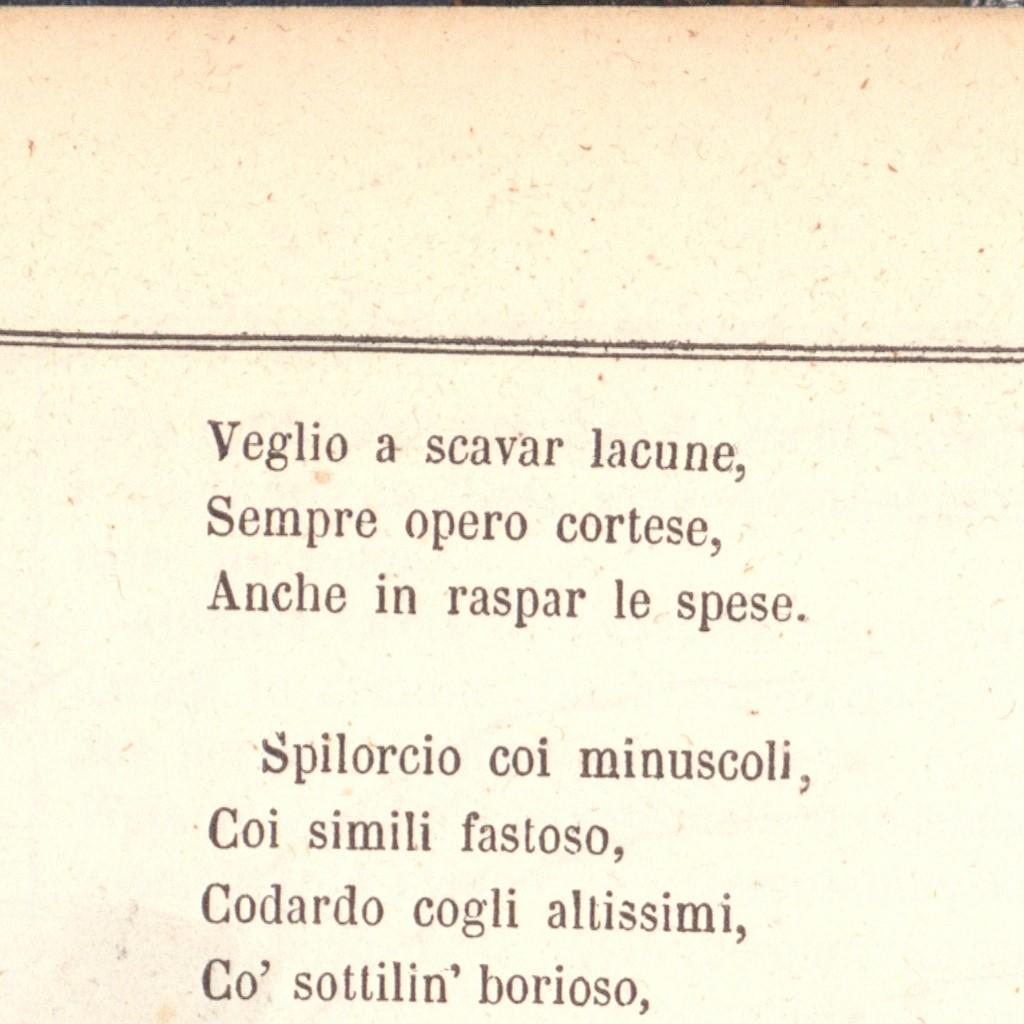 Veglio a scavar lacune,
Sempre opero cortese,
Anche in raspar le spese.
Spilorcio coi minuscoli,
Coi simili fastoso,
Codardo cogli altissimi,
Co’ sottilin’ borioso,